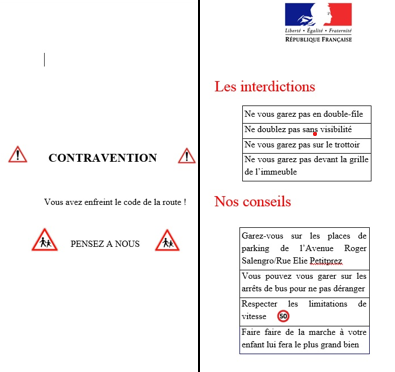 CONTRAVENTION
Vous avez enfreint le code de la route !
PENSEZ A NOUS
Liberté • Égalité • Fraternité
RÉPUBLIQUE FRANÇAISE
Les interdictions
Ne vous garez pas en double-file
Ne doublez pas sans visibilité
Ne vous garez pas sur le trottoir
Ne vous garez pas devant la grille
de l’immeuble
Nos conseils
Garez-vous sur les places de
parking de l’Avenue Roger
Salengro/Rue Elie Petitprez
Vous pouvez vous garer sur les
arrêts de bus pour ne pas déranger
Respecter les limitations de
vitesse 50
Faire faire de la marche à votre
enfant lui fera le plus grand bien